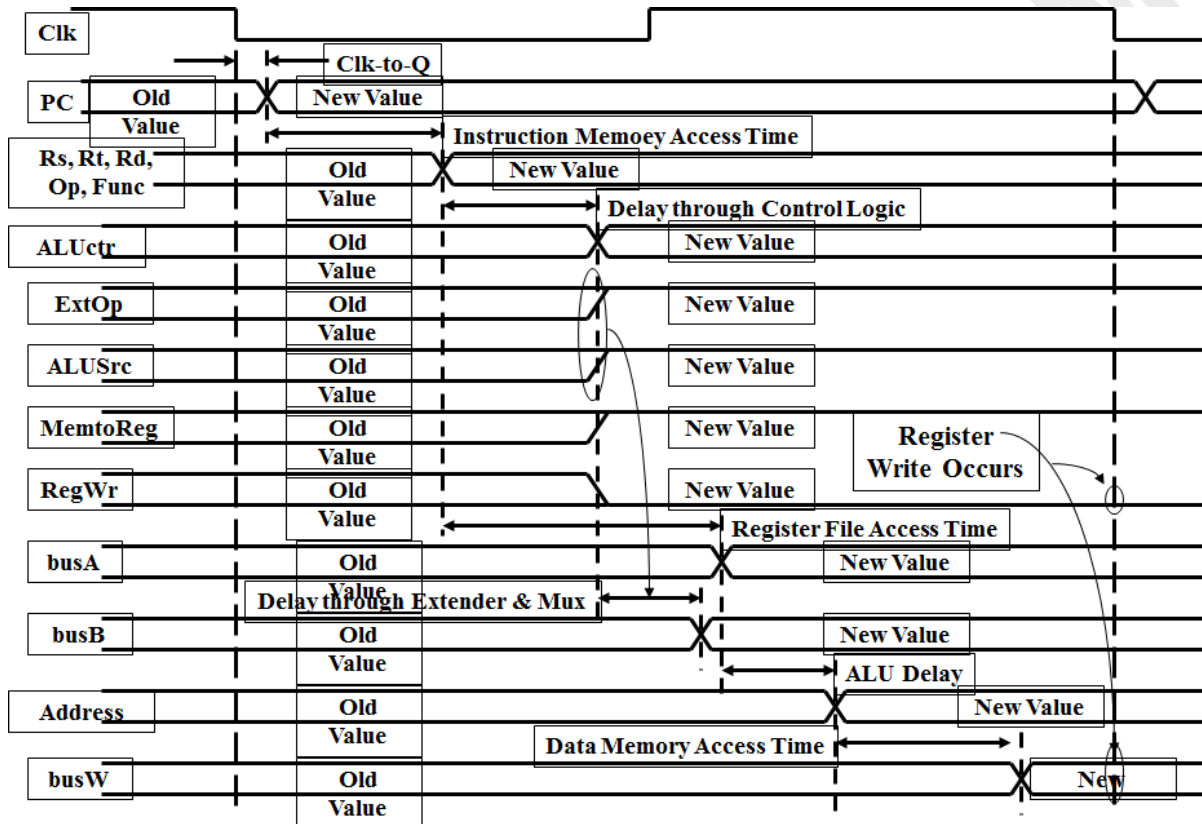 Clk
Clk-to-Q
PC
Old
Value
New Value
Instruction Memoey Access Time
Rs, Rt, Rd,
Op, Func
Old
Value
New Value
Delay through Control Logic
ALUctr
Old
Value
New Value
ExtOp
Old
Value
New Value
ALUSrc
Old
Value
New Value
MemtoReg
Old
Value
New Value
Register
Write Occurs
RegWr
Old
Value
New Value
Register File Access Time
busA
Old
Value
New Value
Delay through Extender & Mux
busB
Old
Value
New Value
ALU Delay
Address
Old
Value
New Value
Data Memory Access Time
busW
Old
Value
New